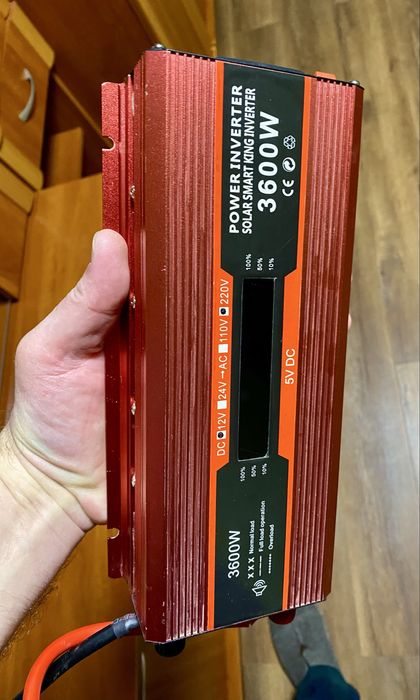 POWER INVERTER
SOLAR SMART KING INVERTER
3600W
CE
100%
50%
10%
DC 12V 24V →AC 110V 220V
5V DC
100%
50%
10%
3600W
X X X Normal load
Full load operation
Overload